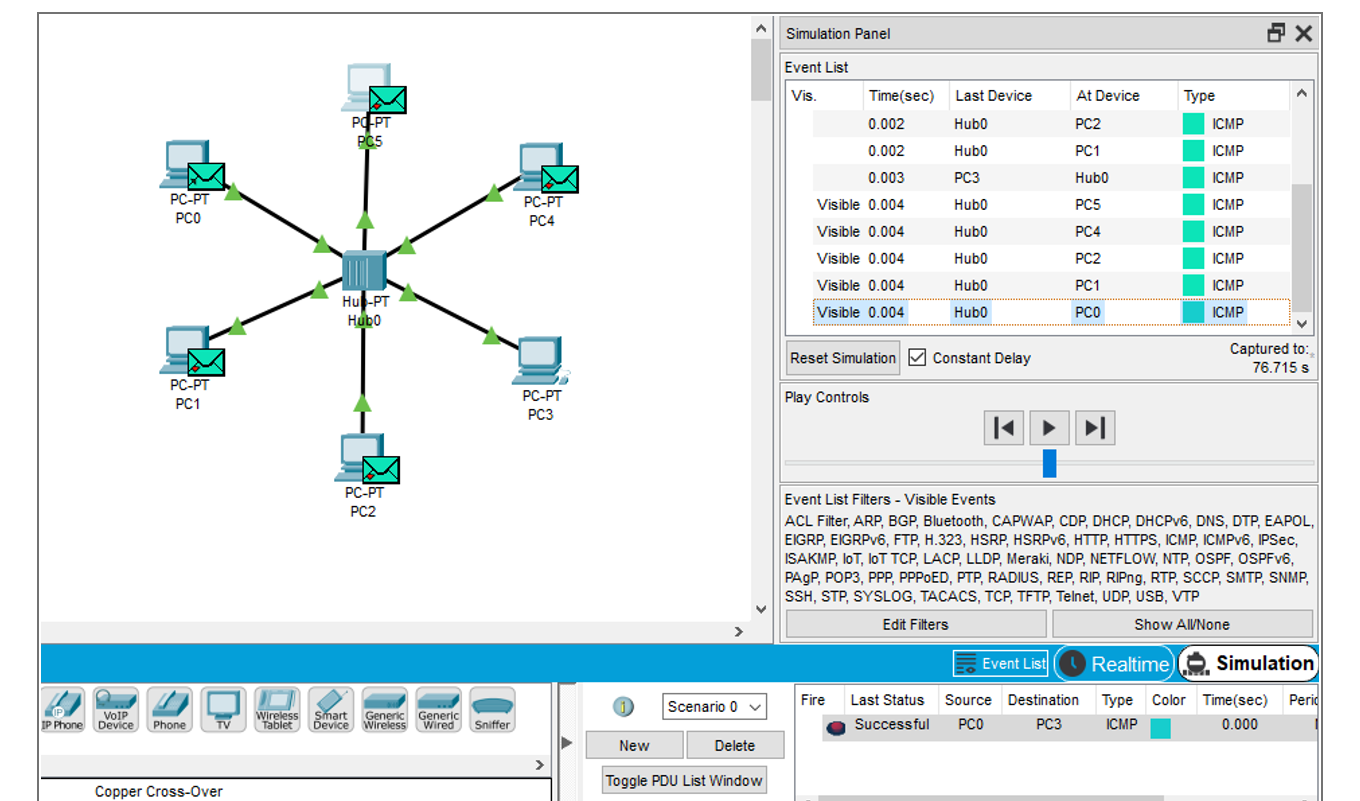 PC-PT
PC5
PC-PT
PC0
PC-PT
PC4
Hub-PT
Hub0
PC-PT
PC1
PC-PT
PC3
PC-PT
PC2
Simulation Panel
Event List
Vis. Time(sec) Last Device At Device Type
0.002 Hub0 PC2 ICMP
0.002 Hub0 PC1 ICMP
0.003 PC3 Hub0 ICMP
Visible 0.004 Hub0 PC5 ICMP
Visible 0.004 Hub0 PC4 ICMP
Visible 0.004 Hub0 PC2 ICMP
Visible 0.004 Hub0 PC1 ICMP
Visible 0.004 Hub0 PC0 ICMP
Reset Simulation Constant Delay
Captured to:
76.715 s
Play Controls
Event List Filters - Visible Events
ACL Filter, ARP, BGP, Bluetooth, CAPWAP, CDP, DHCP, DHCPv6, DNS, DTP, EAPOL,
EIGRP, EIGRPv6, FTP, H.323, HSRP, HSRPv6, HTTP, HTTPS, ICMP, ICMPv6, IPSec,
ISAKMP, IoT, IoT TCP, LACP, LLDP, Meraki, NDP, NETFLOW, NTP, OSPF, OSPFv6,
PAgP, POP3, PPP, PPPoED, PTP, RADIUS, REP, RIP, RIPng, RTP, SCCP, SMTP, SNMP,
SSH, STP, SYSLOG, TACACS, TCP, TFTP, Telnet, UDP, USB, VTP
Edit Filters Show All/None
Event List Realtime Simulation
IP Phone
VoIP
Device
Phone
TV
Wireless
Tablet
Smart
Device
Generic
Wireless
Generic
Wired
Sniffer
Copper Cross-Over
Scenario 0
New Delete
Toggle PDU List Window
Fire Last Status Source Destination Type Color Time(sec)
Successful PC0 PC3 ICMP 0.000